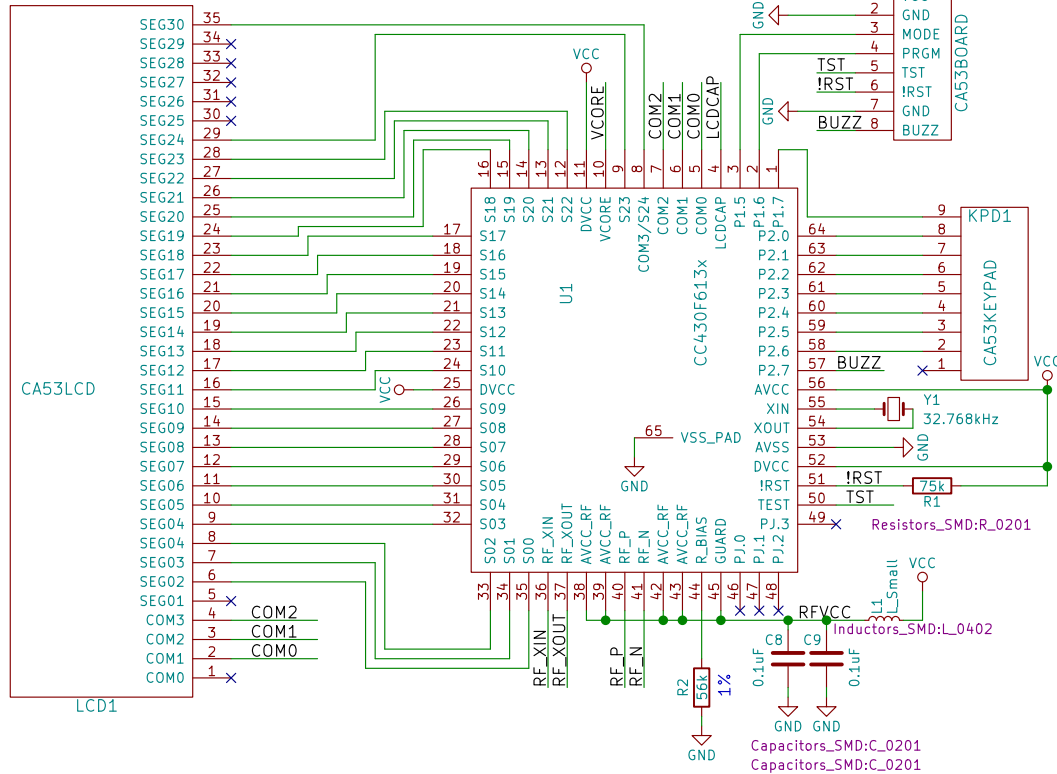 SEG30 35
SEG29 34
SEG28 33
SEG27 32
SEG26 31
SEG25 30
SEG24 29
SEG23 28
SEG22 27
SEG21 26
SEG20 25
SEG19 24
SEG18 23
SEG17 22
SEG16 21
SEG15 20
SEG14 19
SEG13 18
SEG12 17
SEG11 16
SEG10 15
SEG09 14
SEG08 13
SEG07 12
SEG06 11
SEG05 10
SEG04 9
SEG04 8
SEG03 7
SEG02 6
SEG01 5
COM3 4 COM2
COM2 3 COM1
COM1 2 COM0
COM0 1
CA53LCD
LCD1
VCC
VCORE
COM2
COM1
COM0
LCDCAP
16 S18
15 S19
14 S20
13 S21
12 S22
11 DVCC
10 VCORE
9 S23
8 COM3/S24
7 COM2
6 COM1
5 COM0
4 LCDCAP
3 P1.5
2 P1.6
1 P1.7
17 S17
18 S16
19 S15
20 S14
21 S13
22 S12
23 S11
24 S10
VCC 25 DVCC
26 S09
27 S08
28 S07
29 S06
30 S05
31 S04
32 S03
U1
CC430F613x
65 VSS_PAD
GND
P2.0 64
P2.1 63
P2.2 62
P2.3 61
P2.4 60
P2.5 59
P2.6 58
P2.7 57 BUZZ
AVCC 56
XIN 55
XOUT 54
AVSS 53 GND
DVCC 52
!RST 51 !RST
TEST 50 TST
PJ.3 49
33 S02
34 S01
35 S00
36 RF_XIN
37 RF_XOUT
38 AVCC_RF
39 AVCC_RF
40 RF_P
41 RF_N
42 AVCC_RF
43 AVCC_RF
44 R_BIAS
45 GUARD
46 PJ.0
47 PJ.1
48 PJ.2
RF_XIN
RF_XOUT
RF_P
RF_N
GND 2 GND
3 MODE
4 PRGM
TST 5 TST
!RST 6 !RST
GND 7 GND
BUZZ 8 BUZZ
CA53BOARD
9
8
7
6
5
4
3
2
1
KPD1
CA53KEYPAD
VCC
Y1
32.768kHz
75k
R1
Resistors_SMD:R_0201
RFVCC
L1
L_Small
VCC
Inductors_SMD:L_0402
C8
0.1uF
C9
0.1uF
GND
GND
R2
56k
1%
GND
Capacitors_SMD:C_0201
Capacitors_SMD:C_0201